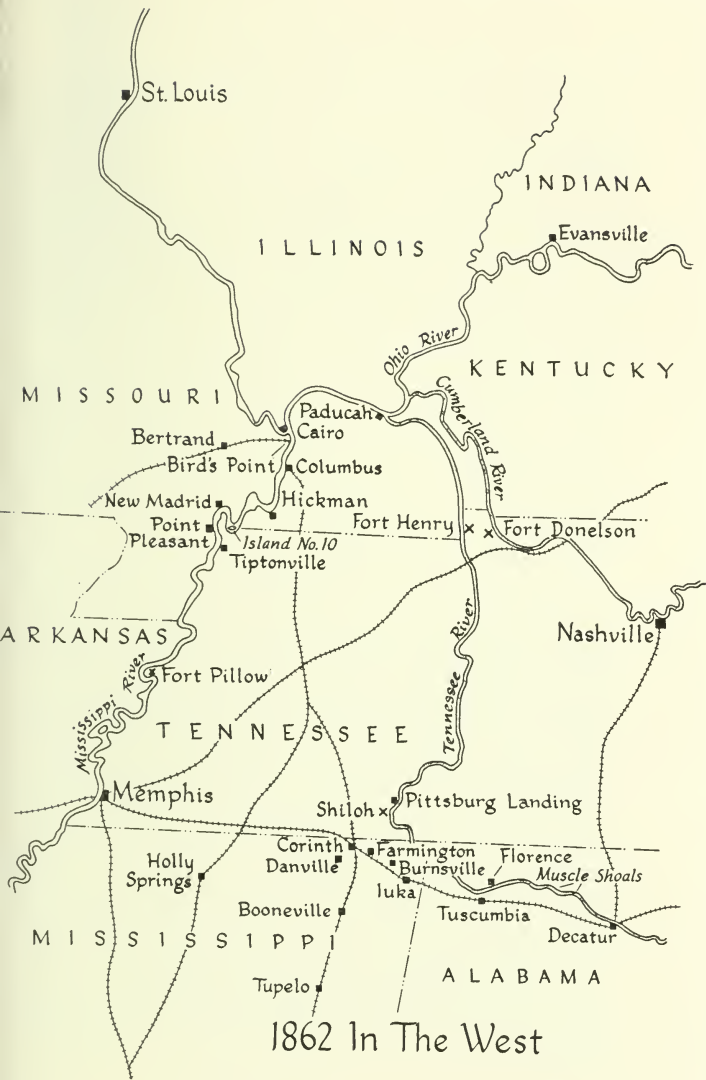 St. Louis
INDIANA
Evansville
ILLINOIS
Ohio River
KENTUCKY
MISSOURI
Cumberland River
Paducah
Cairo
Bertrand
Bird's Point
Columbus
New Madrid
Hickman
Point
Pleasant
Fort Henry
Fort Donelson
Island No. 10
Tiptonville
ARKANSAS
Nashville
Tennessee River
Mississippi River
Fort Pillow
TENNESSEE
Memphis
Pittsburg Landing
Shiloh
Corinth
Farmington
Florence
Danville
Burnsville
Muscle Shoals
Holly
Springs
Iuka
Booneville
Tuscumbia
Decatur
MISSISSIPPI
ALABAMA
Tupelo
1862 In The West